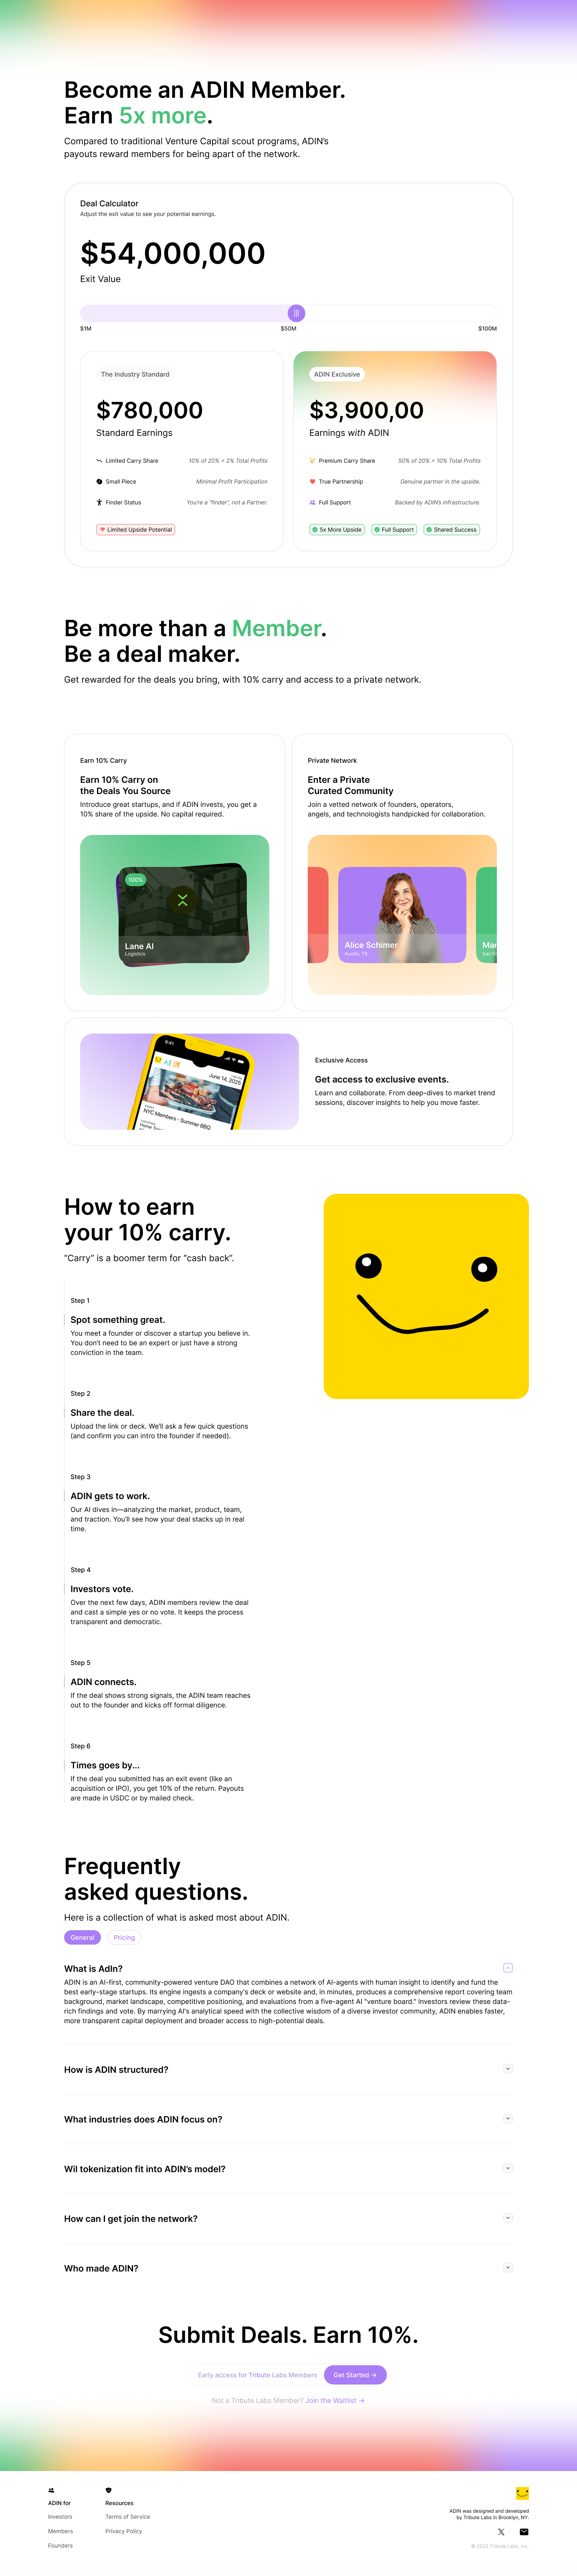 Become an ADIN Member.
Earn 5x more.
Compared to traditional Venture Capital scout programs, ADIN's
payouts reward members for being apart of the network.
Deal Calculator
Adjust the exit value to see your potential earnings.
$54,000,000
Exit Value
$1M
$50M
$100M
The Industry Standard
$780,000
Standard Earnings
Limited Carry Share
10% of 20% = 2% Total Profits
Small Piece
Minimal Profit Participation
Finder Status
You're a "finder", not a Partner.
Limited Upside Potential
ADIN Exclusive
$3,900,00
Earnings with ADIN
Premium Carry Share
50% of 20% = 10% Total Profits
True Partnership
Genuine partner in the upside.
Full Support
Backed by ADIN's infrastructure.
5x More Upside
Full Support
Shared Success
Be more than a Member.
Be a deal maker.
Get rewarded for the deals you bring, with 10% carry and access to a private network.
Earn 10% Carry
Earn 10% Carry on
the Deals You Source
Introduce great startups, and if ADIN invests, you get a
10% share of the upside. No capital required.
100%
Lane AI
Logistics
Private Network
Enter a Private
Curated Community
Join a vetted network of founders, operators,
angels, and technologists handpicked for collaboration.
Alice Schimer
Austin, TX
Mar
San Fr
9:41
ADIN
June 14, 2025
EVENT
NYC Members - Summer BBQ
LOCATION
Exclusive Access
Get access to exclusive events.
Learn and collaborate. From deep-dives to market trend
sessions, discover insights to help you move faster.
How to earn
your 10% carry.
"Carry" is a boomer term for "cash back".
Step 1
Spot something great.
You meet a founder or discover a startup you believe in.
You don't need to be an expert or just have a strong
conviction in the team.
Step 2
Share the deal.
Upload the link or deck. We'll ask a few quick questions
(and confirm you can intro the founder if needed).
Step 3
ADIN gets to work.
Our AI dives in—analyzing the market, product, team,
and traction. You'll see how your deal stacks up in real
time.
Step 4
Investors vote.
Over the next few days, ADIN members review the deal
and cast a simple yes or no vote. It keeps the process
transparent and democratic.
Step 5
ADIN connects.
If the deal shows strong signals, the ADIN team reaches
out to the founder and kicks off formal diligence.
Step 6
Times goes by...
If the deal you submitted has an exit event (like an
acquisition or IPO), you get 10% of the return. Payouts
are made in USDC or by mailed check.
Frequently
asked questions.
Here is a collection of what is asked most about ADIN.
General
Pricing
What is AdIn?
ADIN is an AI-first, community-powered venture DAO that combines a network of AI-agents with human insight to identify and fund the
best early-stage startups. Its engine ingests a deck or website and, in minutes, produces a comprehensive report covering team
background, market landscape, competitive positioning, and evaluations from a five-agent AI "venture board." Investors review these data-
rich findings and vote. By marrying AI's analytical speed with the collective wisdom of a diverse investor community, ADIN enables faster,
more transparent capital deployment and broader access to high-potential deals.
How is ADIN structured?
What industries does ADIN focus on?
Wil tokenization fit into ADIN's model?
How can I get join the network?
Who made ADIN?
Submit Deals. Earn 10%.
Early access for Tribute Labs Members
Get Started →
Not a Tribute Labs Member? Join the Waitlist →
ADIN for
Investors
Members
Founders
Resources
Terms of Service
Privacy Policy
ADIN was designed and developed
by Tribute Labs in Brooklyn, NY.
© 2025 Tribute Labs, Inc.